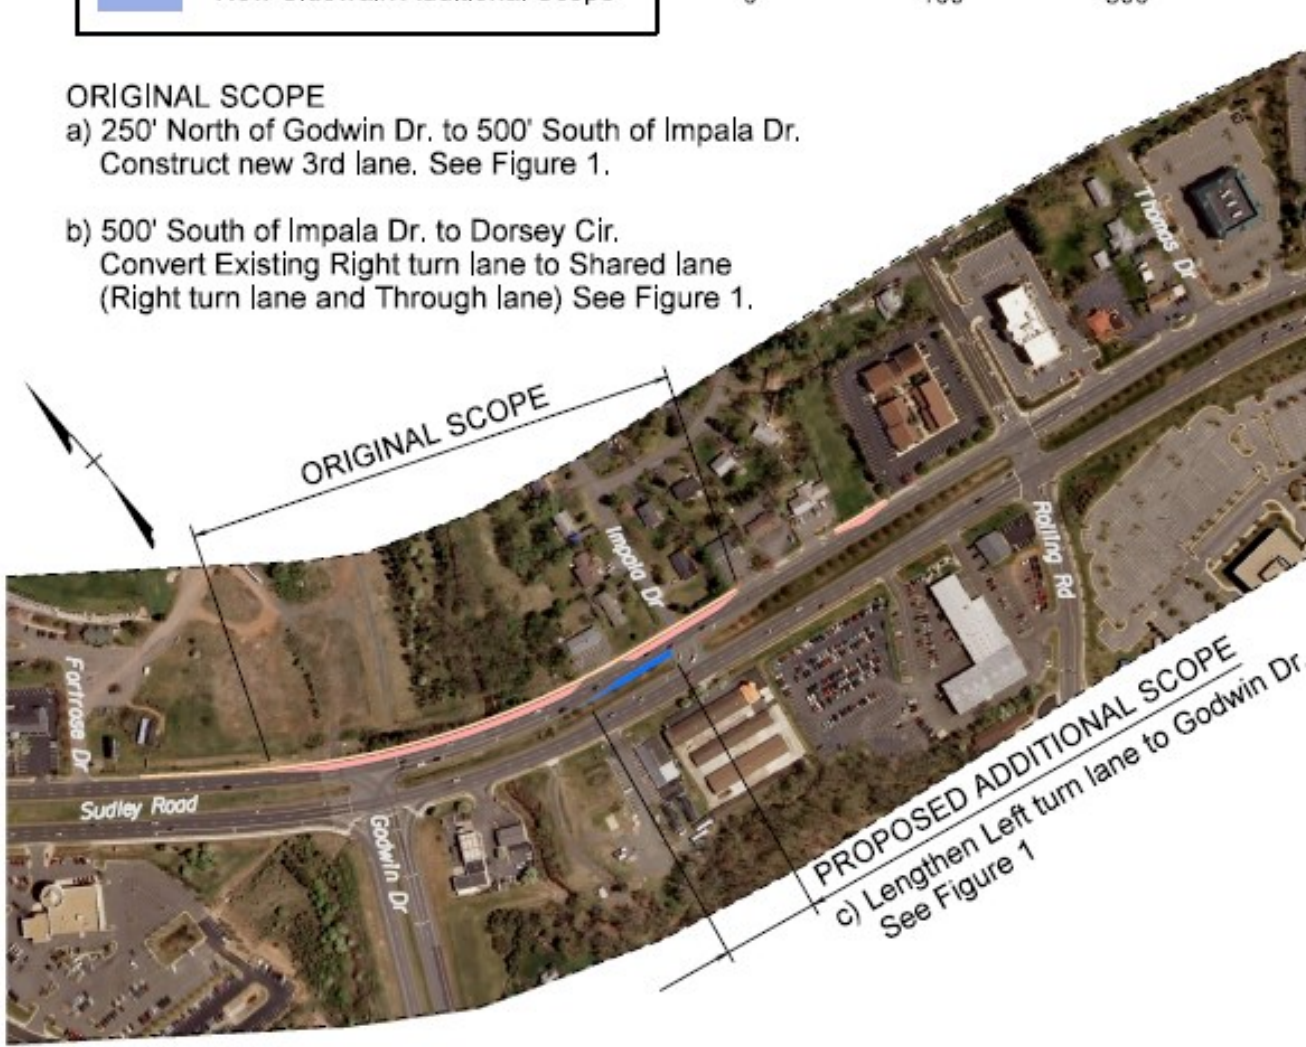 ORIGINAL SCOPE
a) 250' North of Godwin Dr. to 500' South of Impala Dr.
Construct new 3rd lane. See Figure 1.
b) 500' South of Impala Dr. to Dorsey Cir.
Convert Existing Right turn lane to Shared lane
(Right turn lane and Through lane) See Figure 1.
ORIGINAL SCOPE
Thomas Dr
Impala Dr
Rolling Rd
Fortrose Dr
Sudley Road
Godwin Dr
PROPOSED ADDITIONAL SCOPE
c) Lengthen Left turn lane to Godwin Dr.
See Figure 1